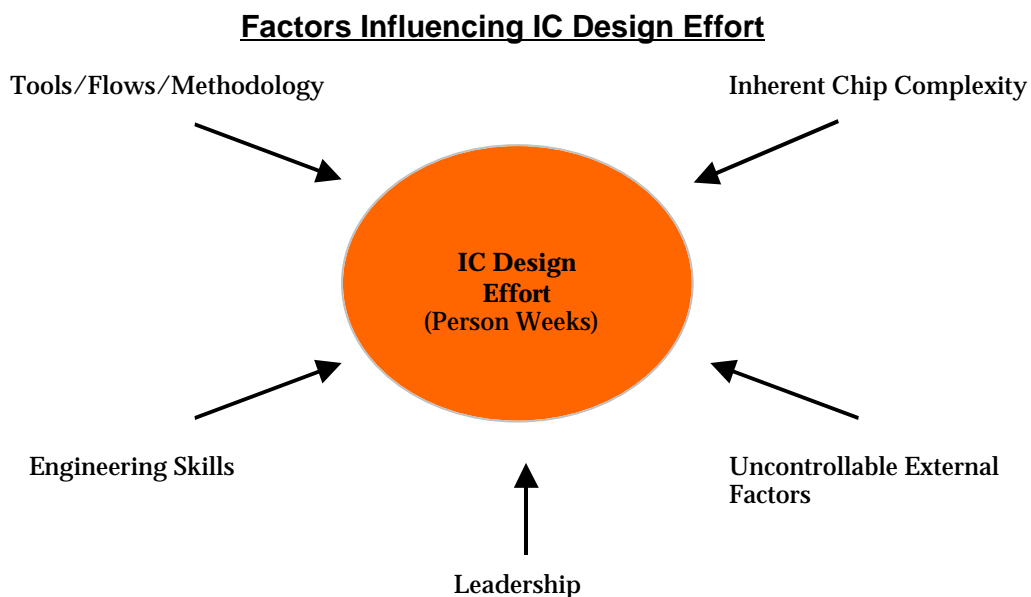 Factors Influencing IC Design Effort
Tools/Flows/Methodology
Inherent Chip Complexity
IC Design
Effort
(Person Weeks)
Engineering Skills
Uncontrollable External
Factors
Leadership